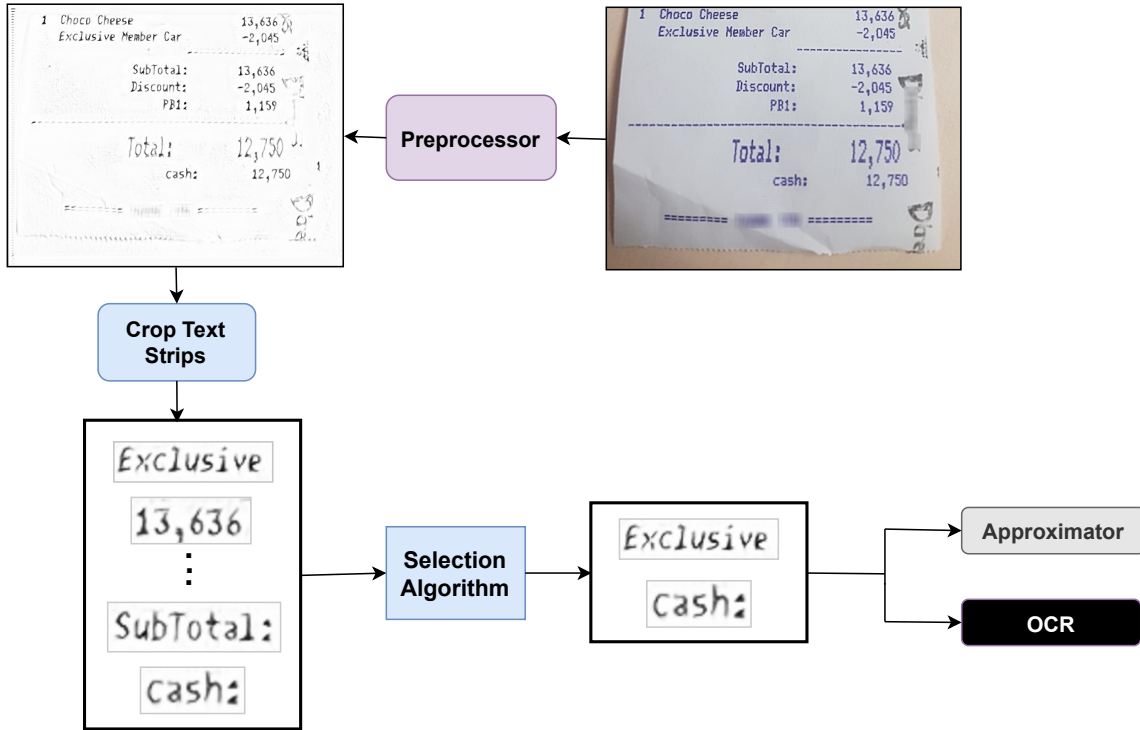 1 Choco Cheese 13,636
Exclusive Member Car -2,045
SubTotal: 13,636
Discount: -2,045
PB1: 1,159
Total: 12,750
cash: 12,750
Preprocessor
1 Choco Cheese 13,636
Exclusive Member Car -2,045
SubTotal: 13,636
Discount: -2,045
PB1: 1,159
Total: 12,750
cash: 12,750
Crop Text
Strips
Exclusive
13,636
SubTotal:
cash:
Selection
Algorithm
Exclusive
cash:
Approximator
OCR